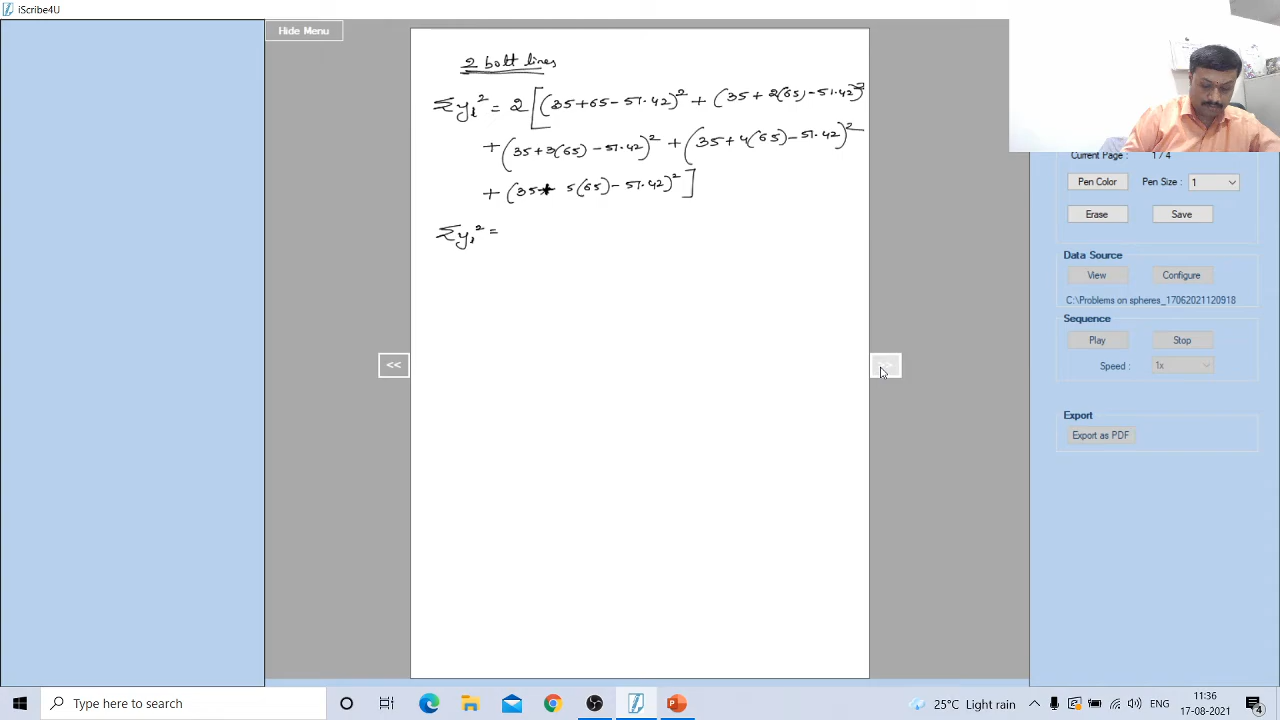 iScribe4U
Hide Menu
2 bolt lines
Σyᵢ² = 2[(35+65-51.42)² + (35+2(65)-51.42)²
+(35+3(65)-51.42)² +(35+4(65)-51.42)²
+(35+ 5(65)-51.42)²]
Σyᵢ² =
<<
>>
Current Page : 1 / 4
Pen Color
Pen Size : 1
Erase
Save
Data Source
View
Configure
C:\Problems on spheres_17062021120918
Sequence
Play
Stop
Speed : 1x
Export
Export as PDF
Type here to search
25°C Light rain
ENG
11:36
17-08-2021
4